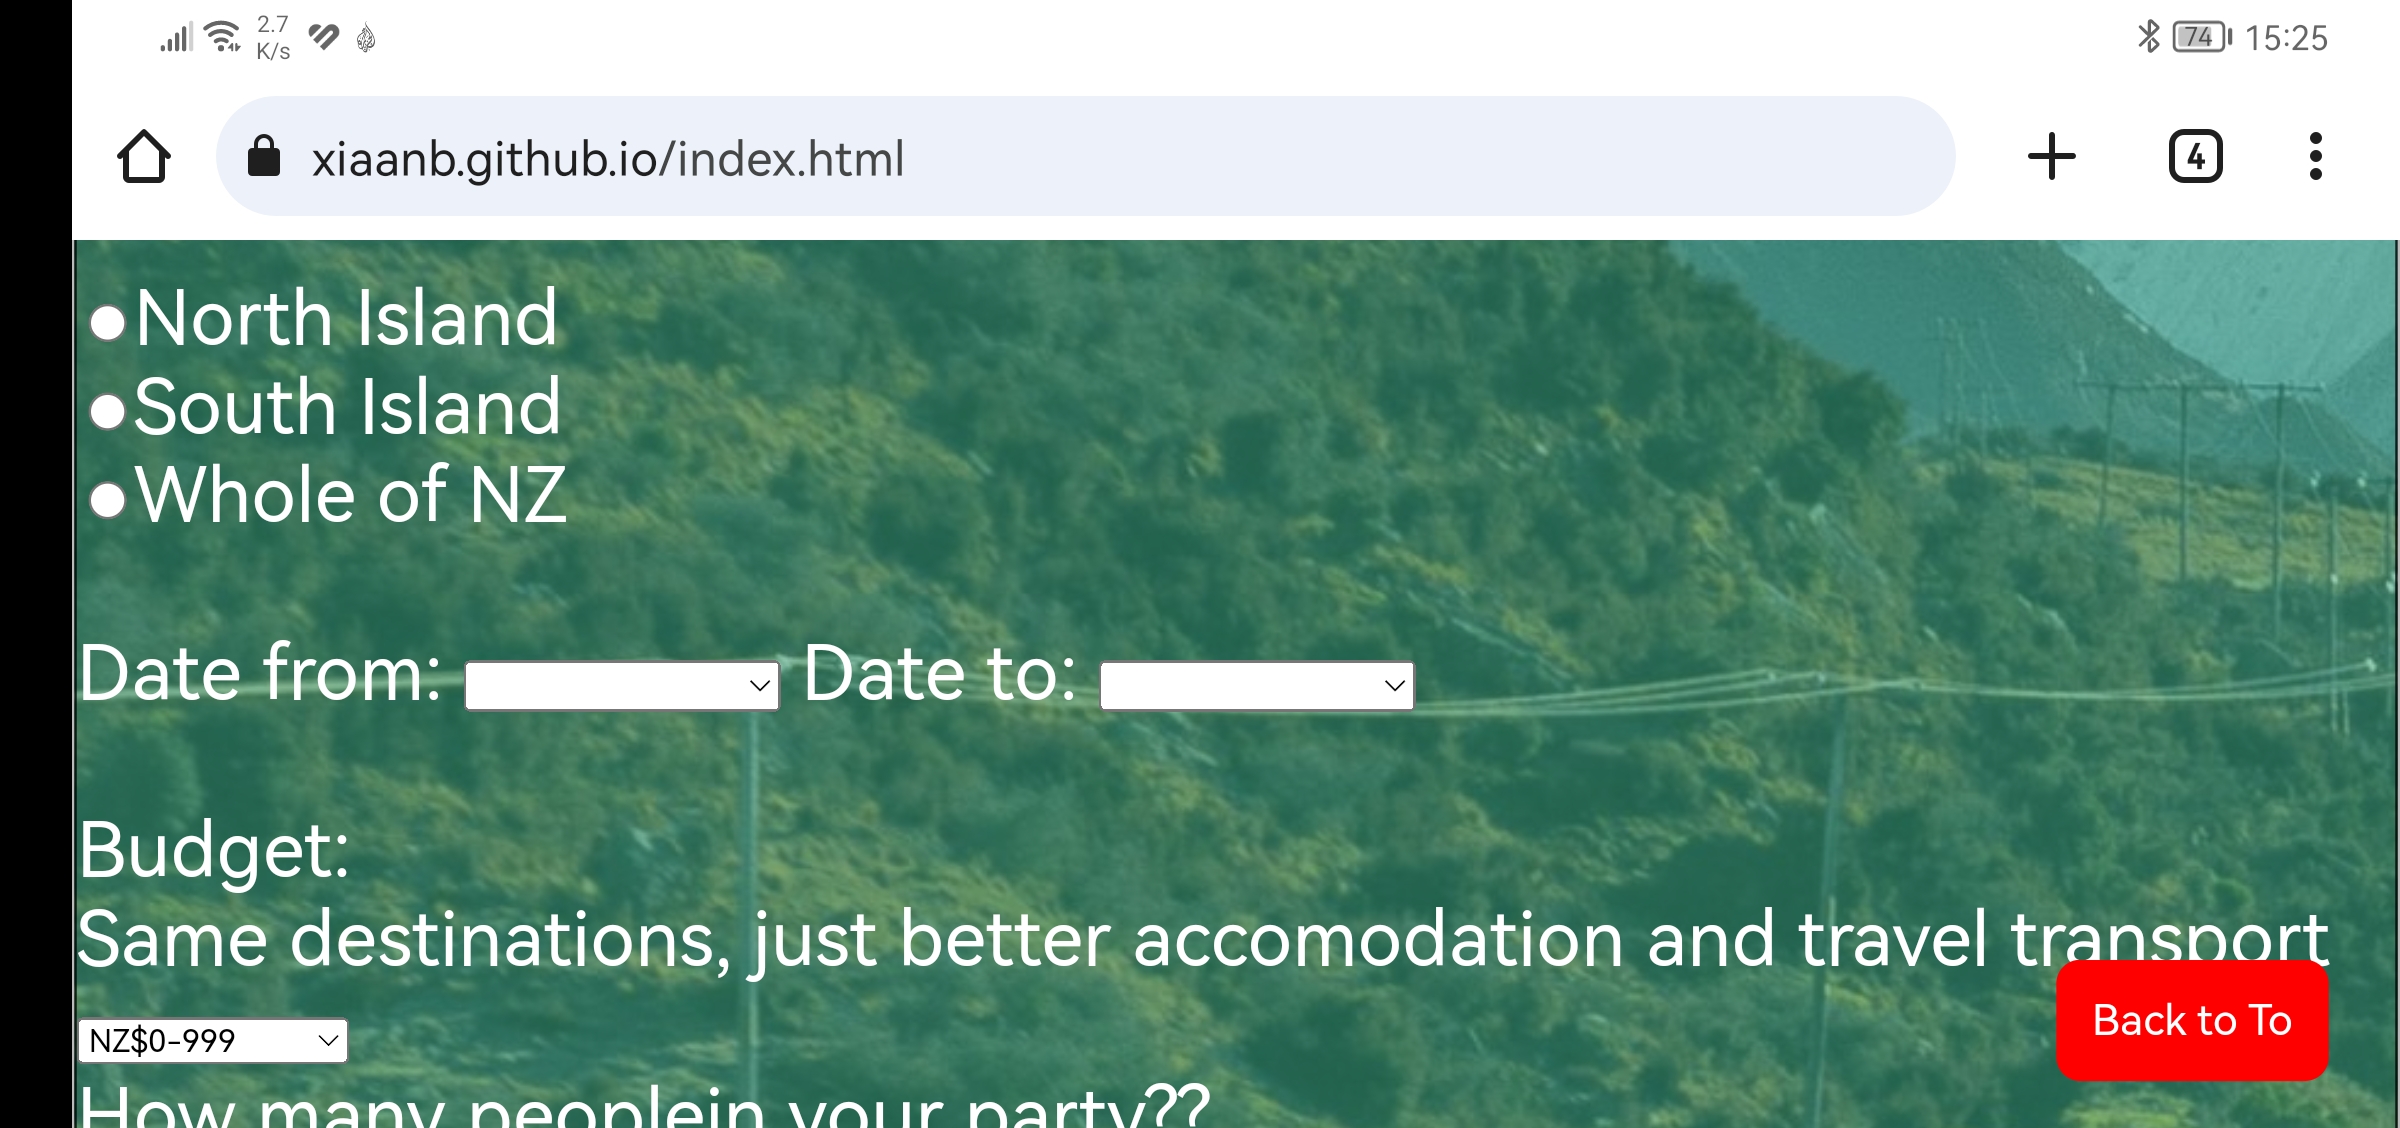 2.7
K/s
74
15:25
xiaanb.github.io/index.html
4
North Island
South Island
Whole of NZ
Date from: Date to:
Budget:
Same destinations, just better accomodation and travel transport
NZ$0-999
Back to To
How many peoplein your party??